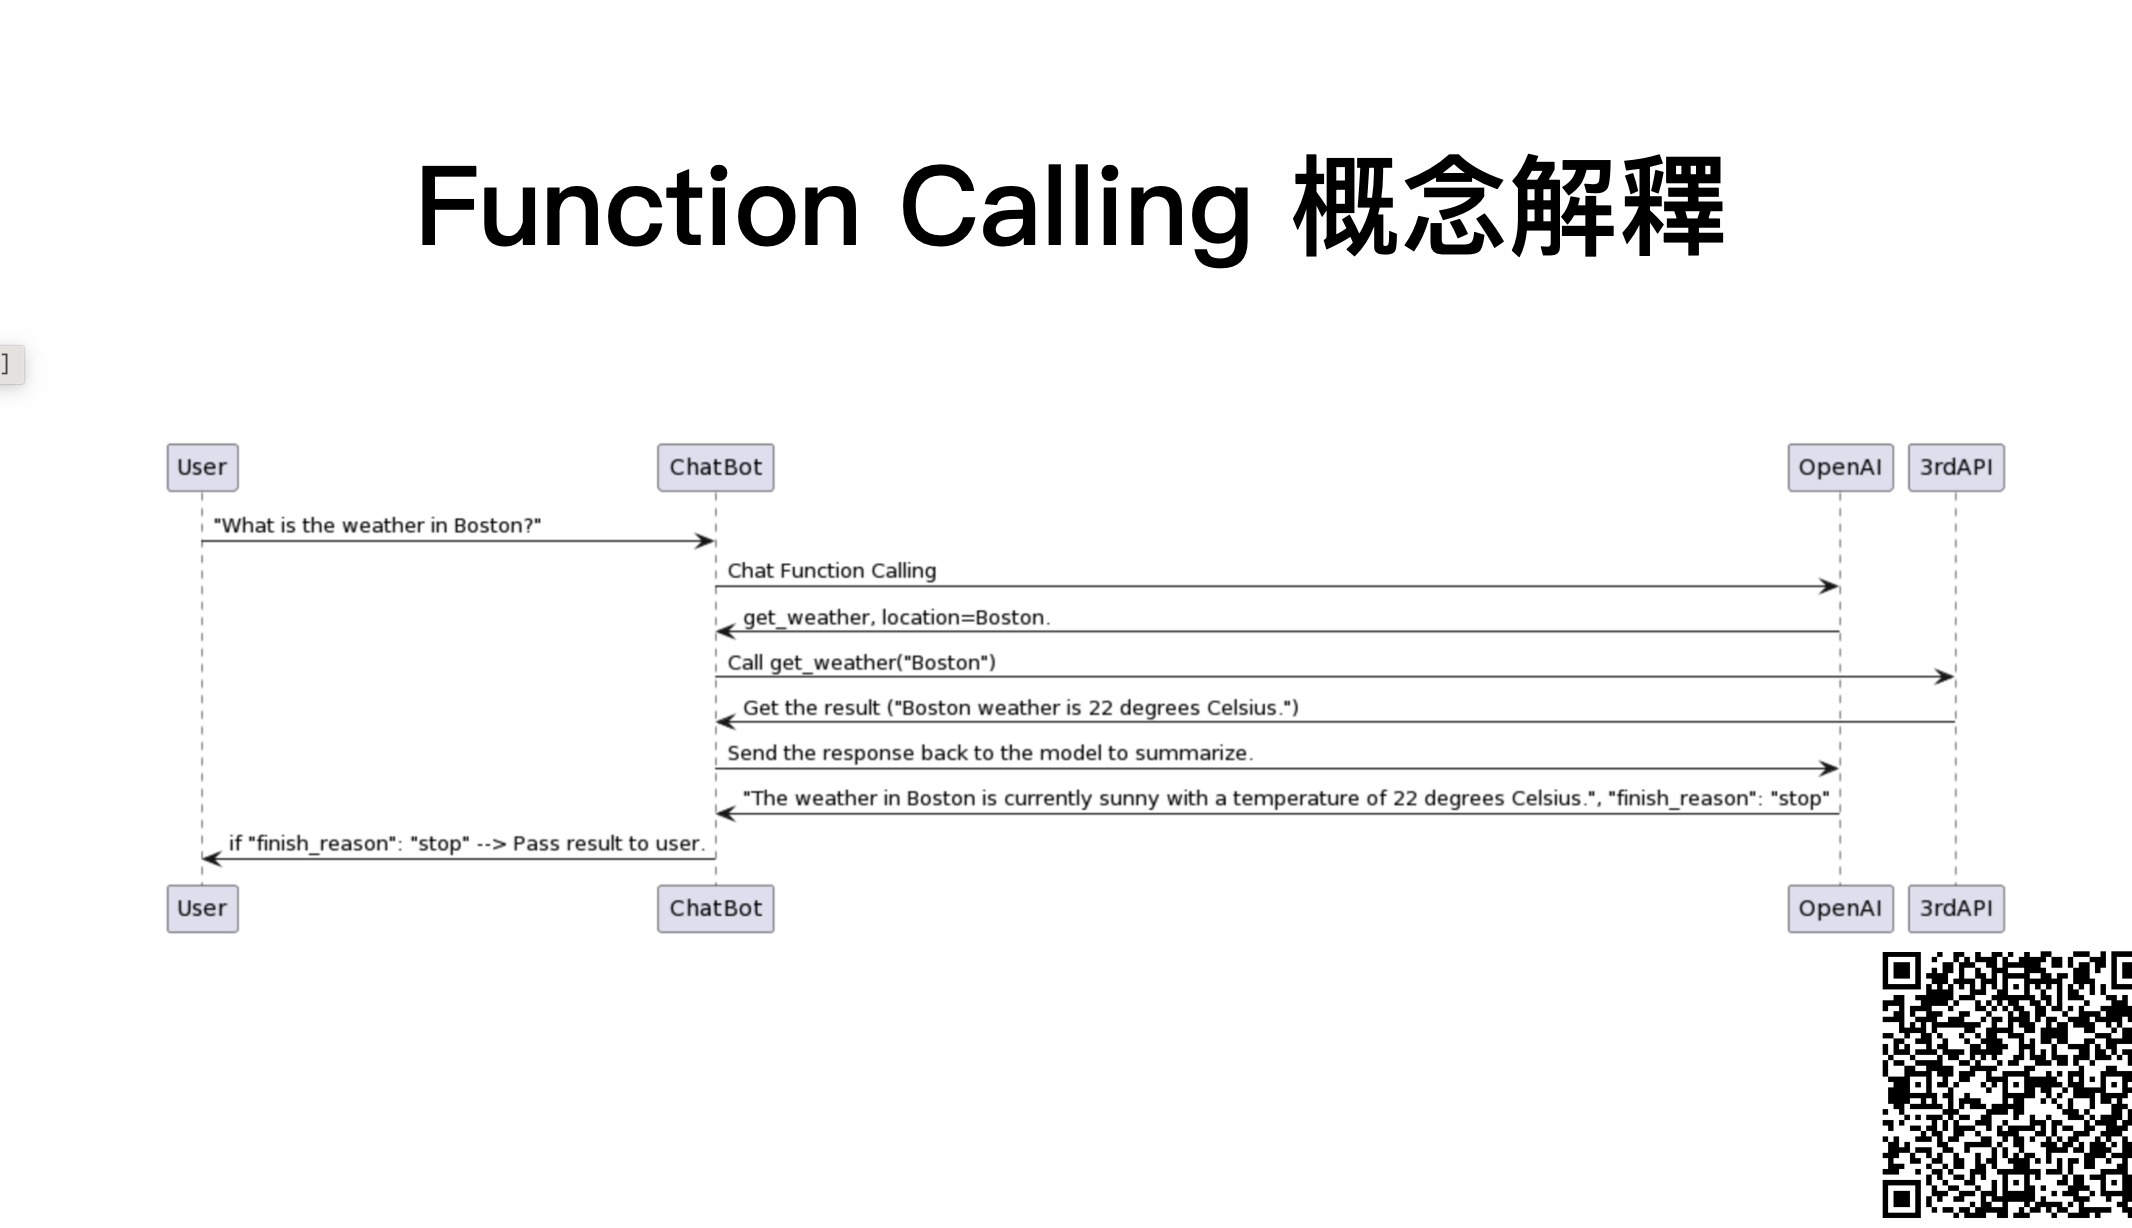 Function Calling 概念解釋
]
User ChatBot OpenAI 3rdAPI
"What is the weather in Boston?"
Chat Function Calling
get_weather, location=Boston.
Call get_weather("Boston")
Get the result ("Boston weather is 22 degrees Celsius.")
Send the response back to the model to summarize.
"The weather in Boston is currently sunny with a temperature of 22 degrees Celsius.", "finish_reason": "stop"
if "finish_reason": "stop" --> Pass result to user.
User ChatBot OpenAI 3rdAPI